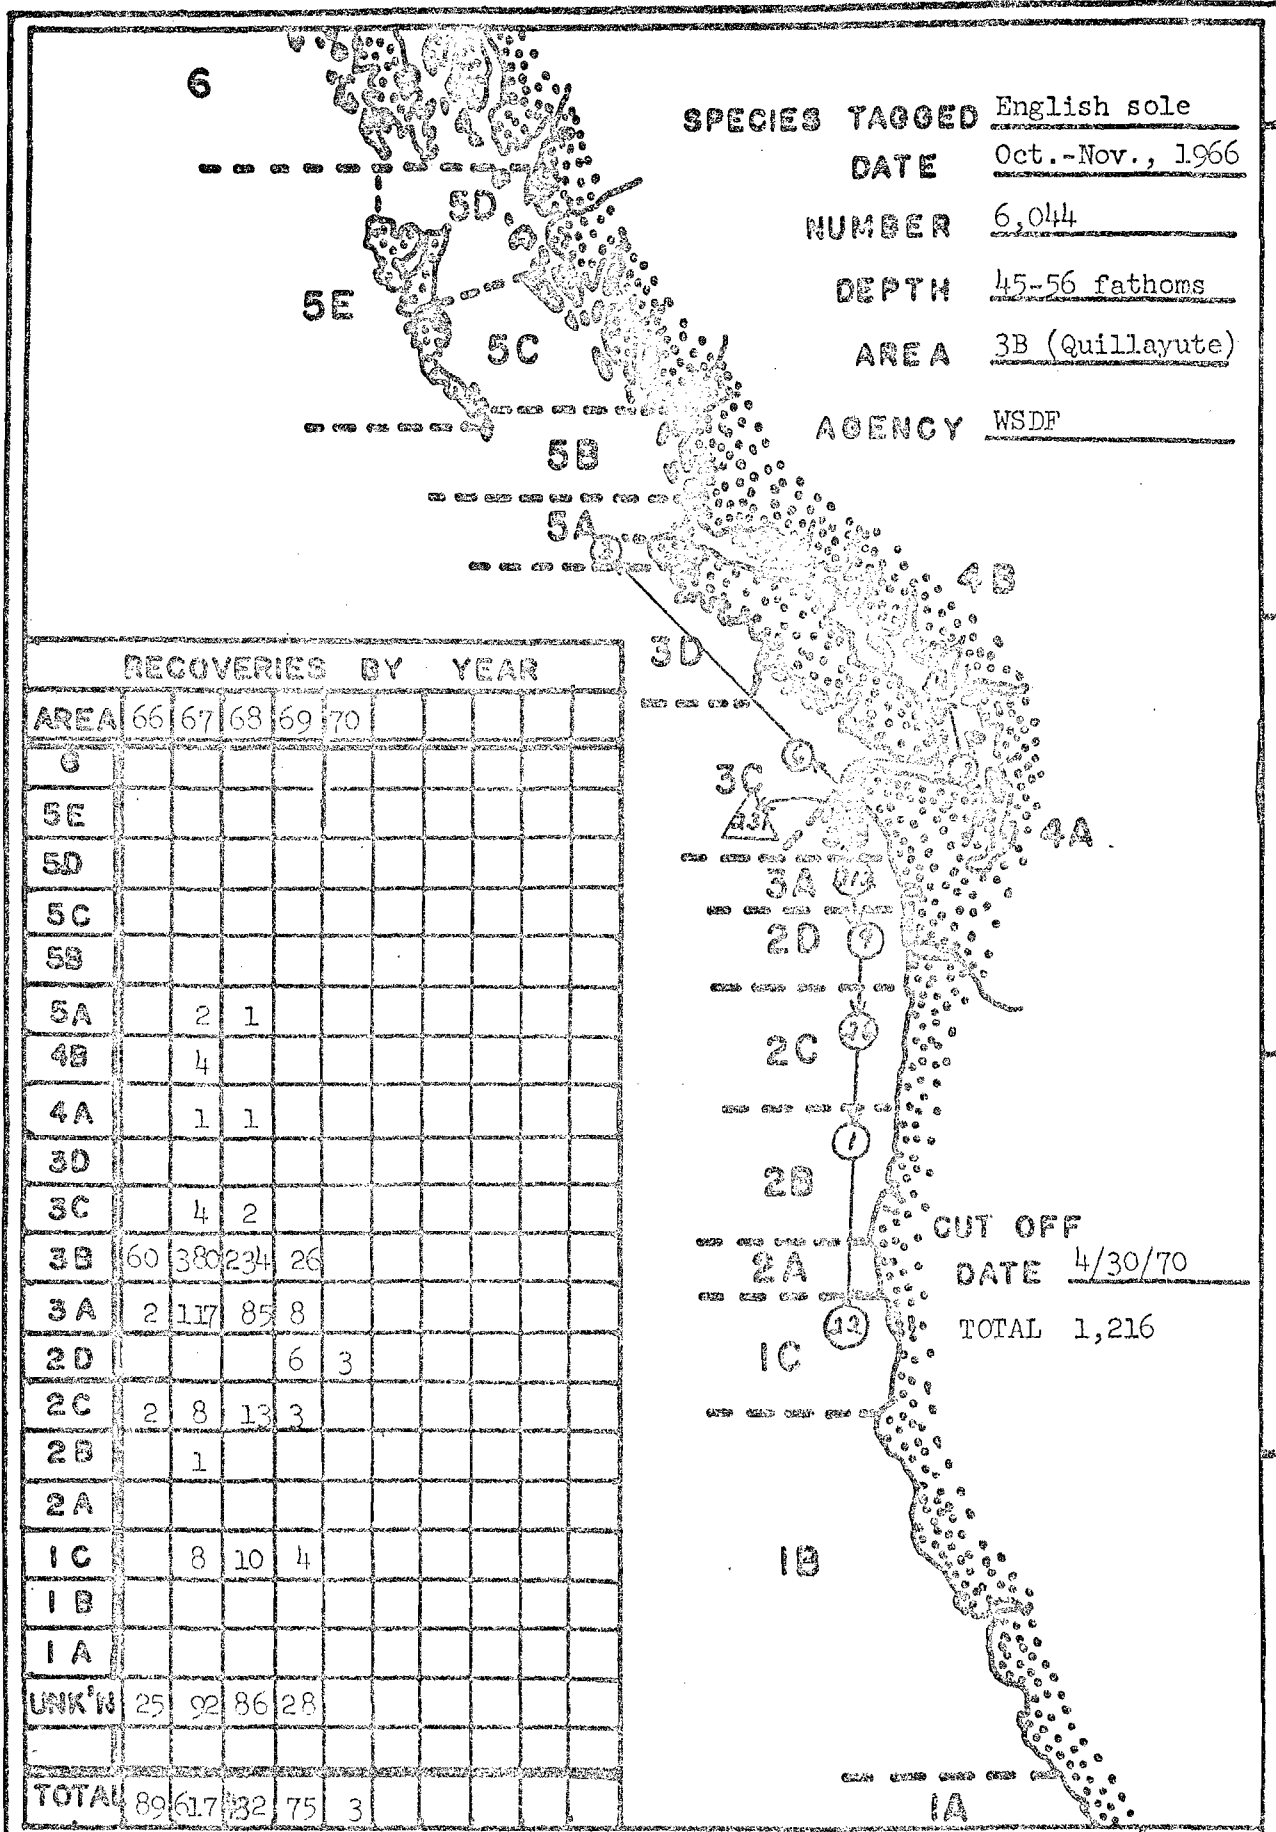 6
SPECIES TAGGED English sole
DATE Oct.-Nov., 1966
5D
NUMBER 6,044
5E
DEPTH 45-56 fathoms
5C
AREA 3B (Quillayute)
AGENCY WSDF
5B
5A
4B
3D
6
3C
231
4A
3A
2D 9
2C 26
1
2B
2A
1C
CUT OFF
DATE 4/30/70
TOTAL 1,216
1B
1A
RECOVERIES BY YEAR
AREA 66 67 68 69 70
6
5E
5D
5C
5B
5A 2 1
4B 4
4A 1 1
3D
3C 4 2
3B 60 380 234 26
3A 2 117 85 8
2D 6 3
2C 2 8 13 3
2B 1
2A
1C 8 10 4
1B
1A
UNK'N 25 92 86 28
TOTAL 89 617 432 75 3